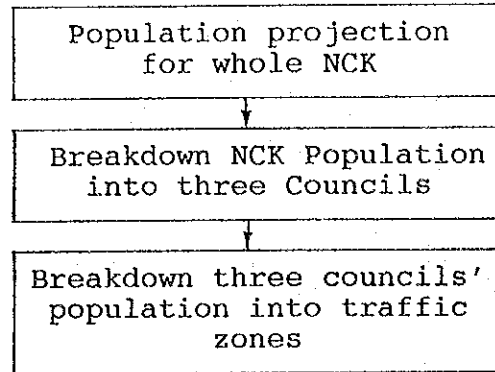 Population projection
for whole NCK
Breakdown NCK Population
into three Councils
Breakdown three councils'
population into traffic
zones